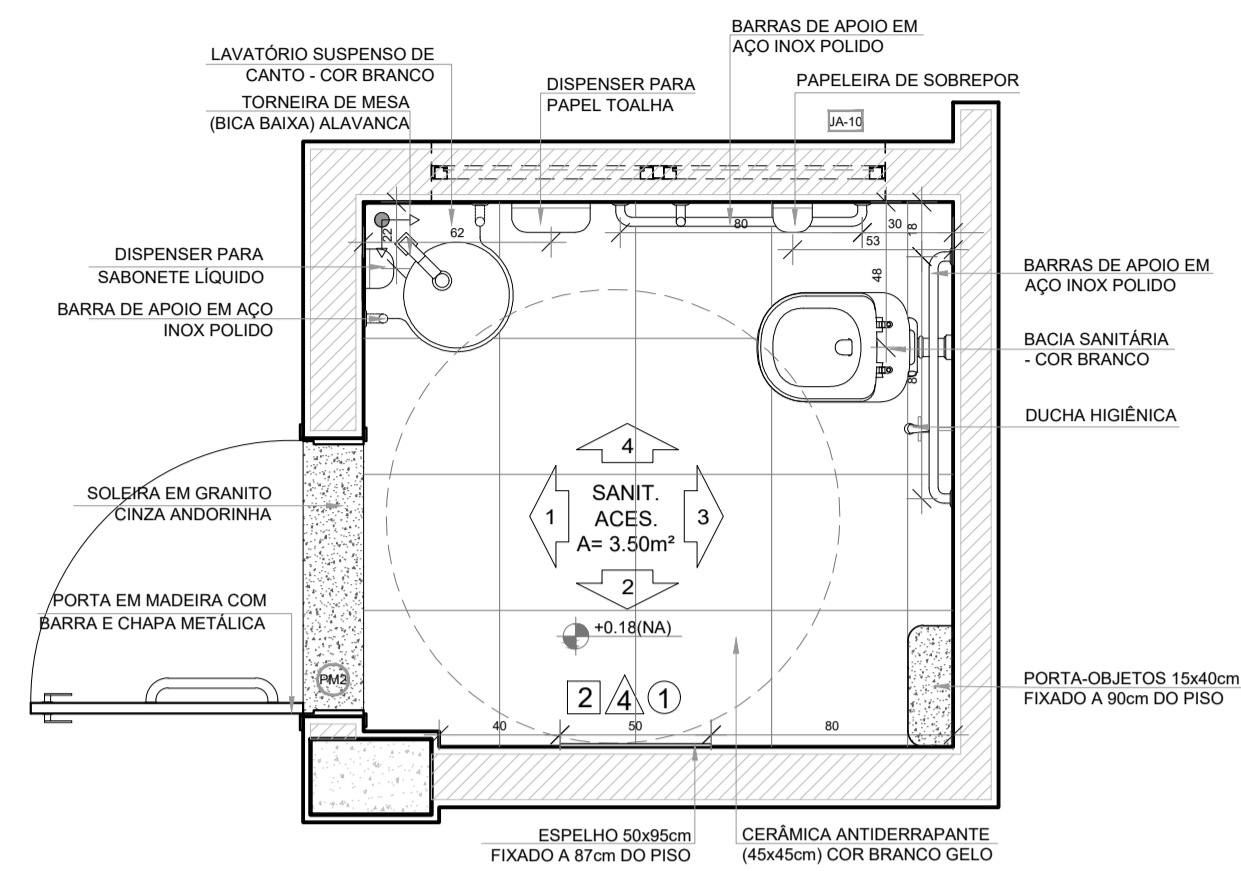 BARRAS DE APOIO EM
AÇO INOX POLIDO
LAVATÓRIO SUSPENSO DE
CANTO - COR BRANCO
DISPENSER PARA
PAPEL TOALHA
PAPELEIRA DE SOBREPOR
TORNEIRA DE MESA
(BICA BAIXA) ALAVANCA
JA-10
22
62
80
30
18
53
48
DISPENSER PARA
SABONETE LÍQUIDO
BARRAS DE APOIO EM
AÇO INOX POLIDO
BARRA DE APOIO EM AÇO
INOX POLIDO
BACIA SANITÁRIA
- COR BRANCO
DUCHA HIGIÊNICA
4
SOLEIRA EM GRANITO
CINZA ANDORINHA
1
SANIT.
ACES.
A= 3.50m²
3
2
PORTA EM MADEIRA COM
BARRA E CHAPA METÁLICA
+0.18(NA)
PM2
2 4 1
PORTA-OBJETOS 15x40cm
FIXADO A 90cm DO PISO
40 50 80
ESPELHO 50x95cm
FIXADO A 87cm DO PISO
CERÂMICA ANTIDERRAPANTE
(45x45cm) COR BRANCO GELO